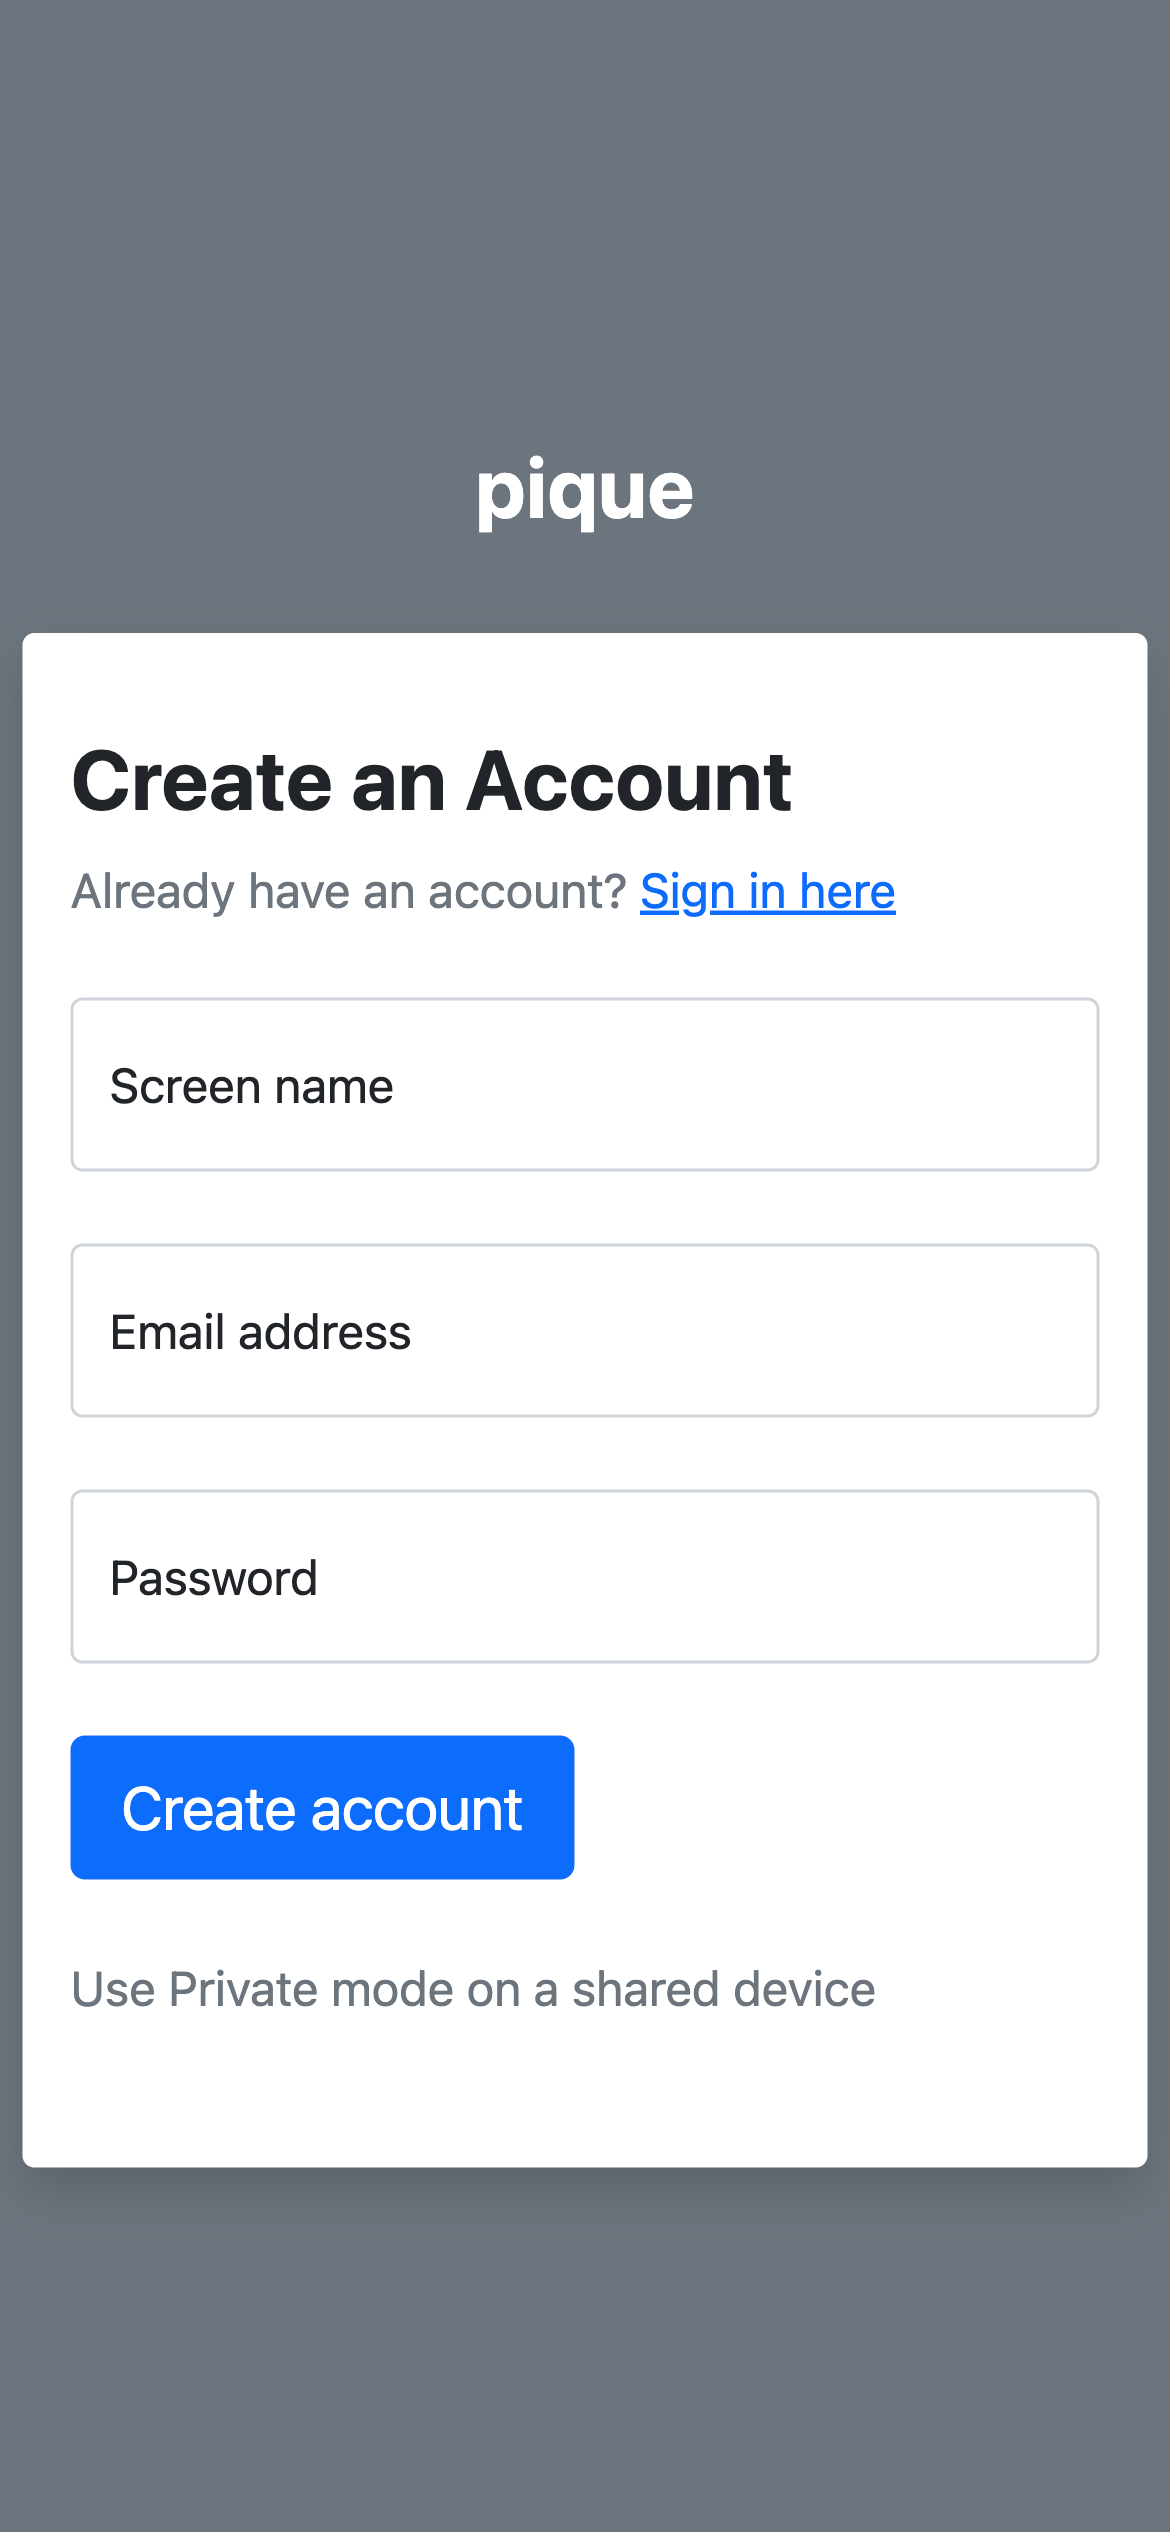 pique
Create an Account
Already have an account? Sign in here
Screen name
Email address
Password
Create account
Use Private mode on a shared device